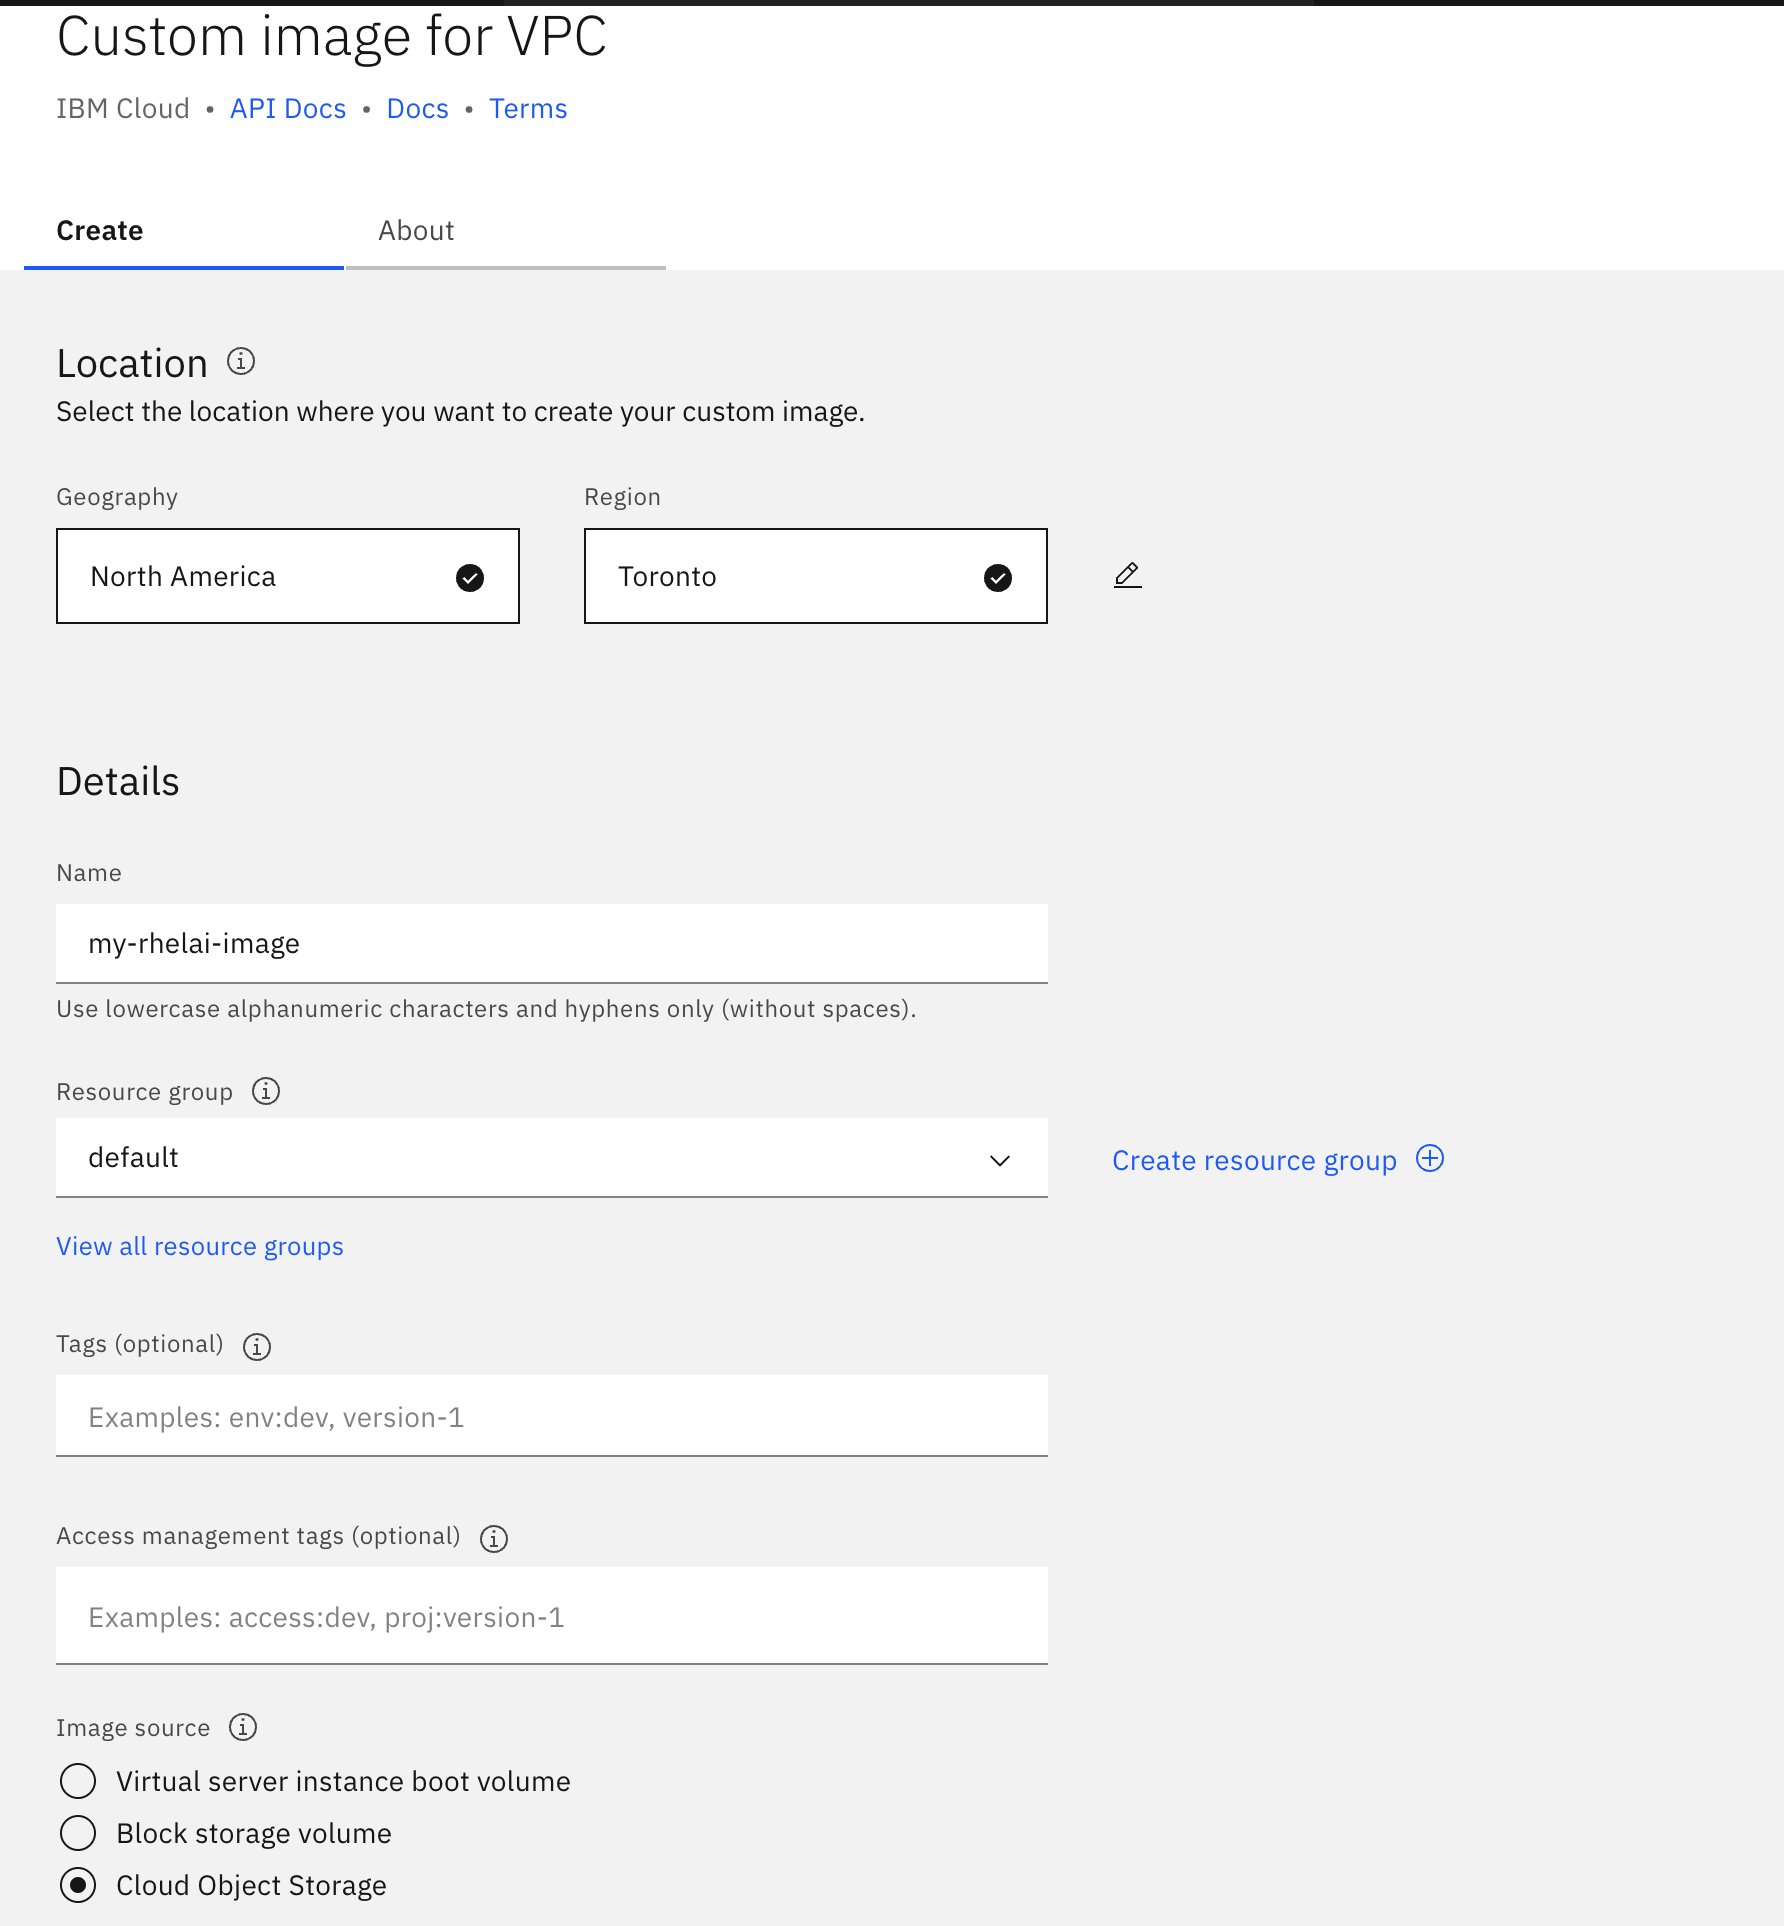 Custom image for VPC
IBM Cloud • API Docs • Docs • Terms
Create About
Location
Select the location where you want to create your custom image.
Geography Region
North America Toronto
Details
Name
my-rhelai-image
Use lowercase alphanumeric characters and hyphens only (without spaces).
Resource group
default
Create resource group
View all resource groups
Tags (optional)
Examples: env:dev, version-1
Access management tags (optional)
Examples: access:dev, proj:version-1
Image source
Virtual server instance boot volume
Block storage volume
Cloud Object Storage